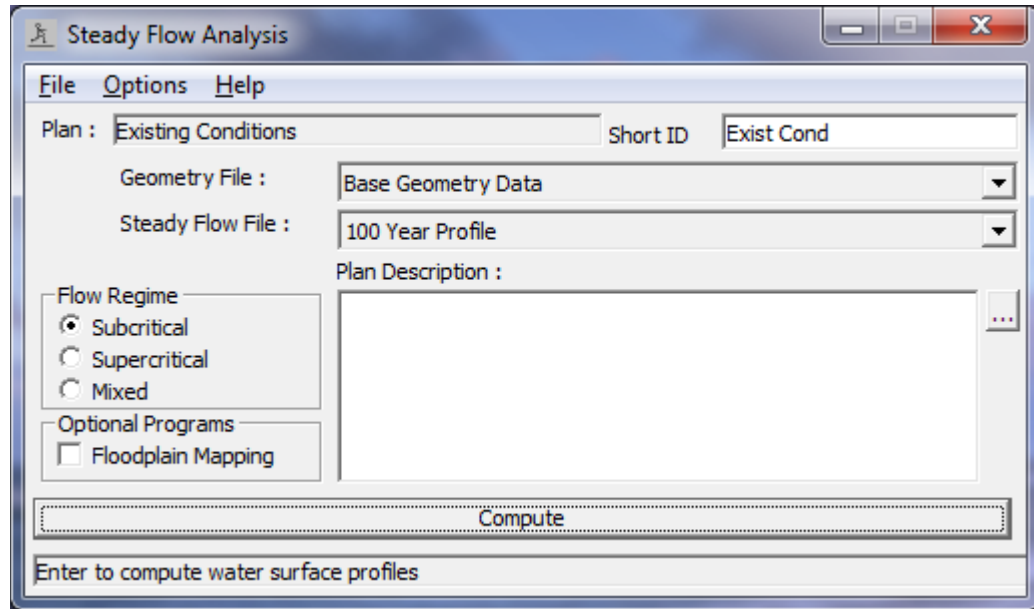 Steady Flow Analysis
File Options Help
Plan : Existing Conditions Short ID Exist Cond
Geometry File : Base Geometry Data
Steady Flow File : 100 Year Profile
Plan Description :
Flow Regime
...
Subcritical
Supercritical
Mixed
Optional Programs
Floodplain Mapping
Compute
Enter to compute water surface profiles